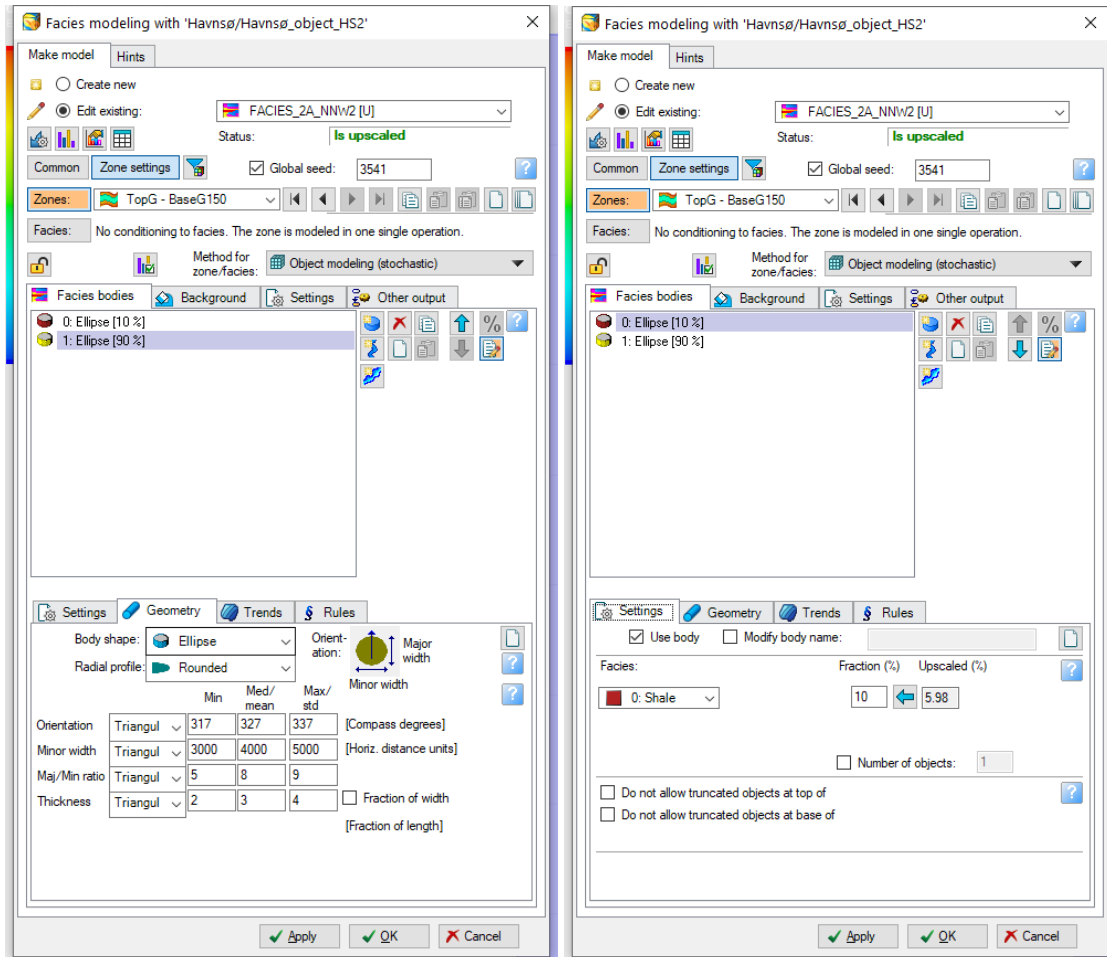 Facies modeling with 'Havnsø/Havnsø_object_HS2'
Make model Hints
Create new
Edit existing: FACIES_2A_NNW2 [U]
Status: Is upscaled
Common Zone settings Global seed: 3541
Zones: TopG - BaseG150
Facies: No conditioning to facies. The zone is modeled in one single operation.
Method for
zone/facies: Object modeling (stochastic)
Facies bodies Background Settings Other output
0: Ellipse [10 %]
1: Ellipse [90 %]
%
Settings Geometry Trends § Rules
Body shape: Ellipse Orient-
ation: Major
width
Radial profile: Rounded
Minor width
Min Med/
mean Max/
std
Orientation Triangul 317 327 337 [Compass degrees]
Minor width Triangul 3000 4000 5000 [Horiz. distance units]
Maj/Min ratio Triangul 5 8 9
Thickness Triangul 2 3 4 Fraction of width
[Fraction of length]
Apply OK Cancel
Facies modeling with 'Havnsø/Havnsø_object_HS2'
Make model Hints
Create new
Edit existing: FACIES_2A_NNW2 [U]
Status: Is upscaled
Common Zone settings Global seed: 3541
Zones: TopG - BaseG150
Facies: No conditioning to facies. The zone is modeled in one single operation.
Method for
zone/facies: Object modeling (stochastic)
Facies bodies Background Settings Other output
0: Ellipse [10 %]
1: Ellipse [90 %]
%
Settings Geometry Trends § Rules
Use body Modify body name:
Facies: Fraction (%) Upscaled (%)
0: Shale 10 5.98
Number of objects: 1
Do not allow truncated objects at top of
Do not allow truncated objects at base of
Apply OK Cancel